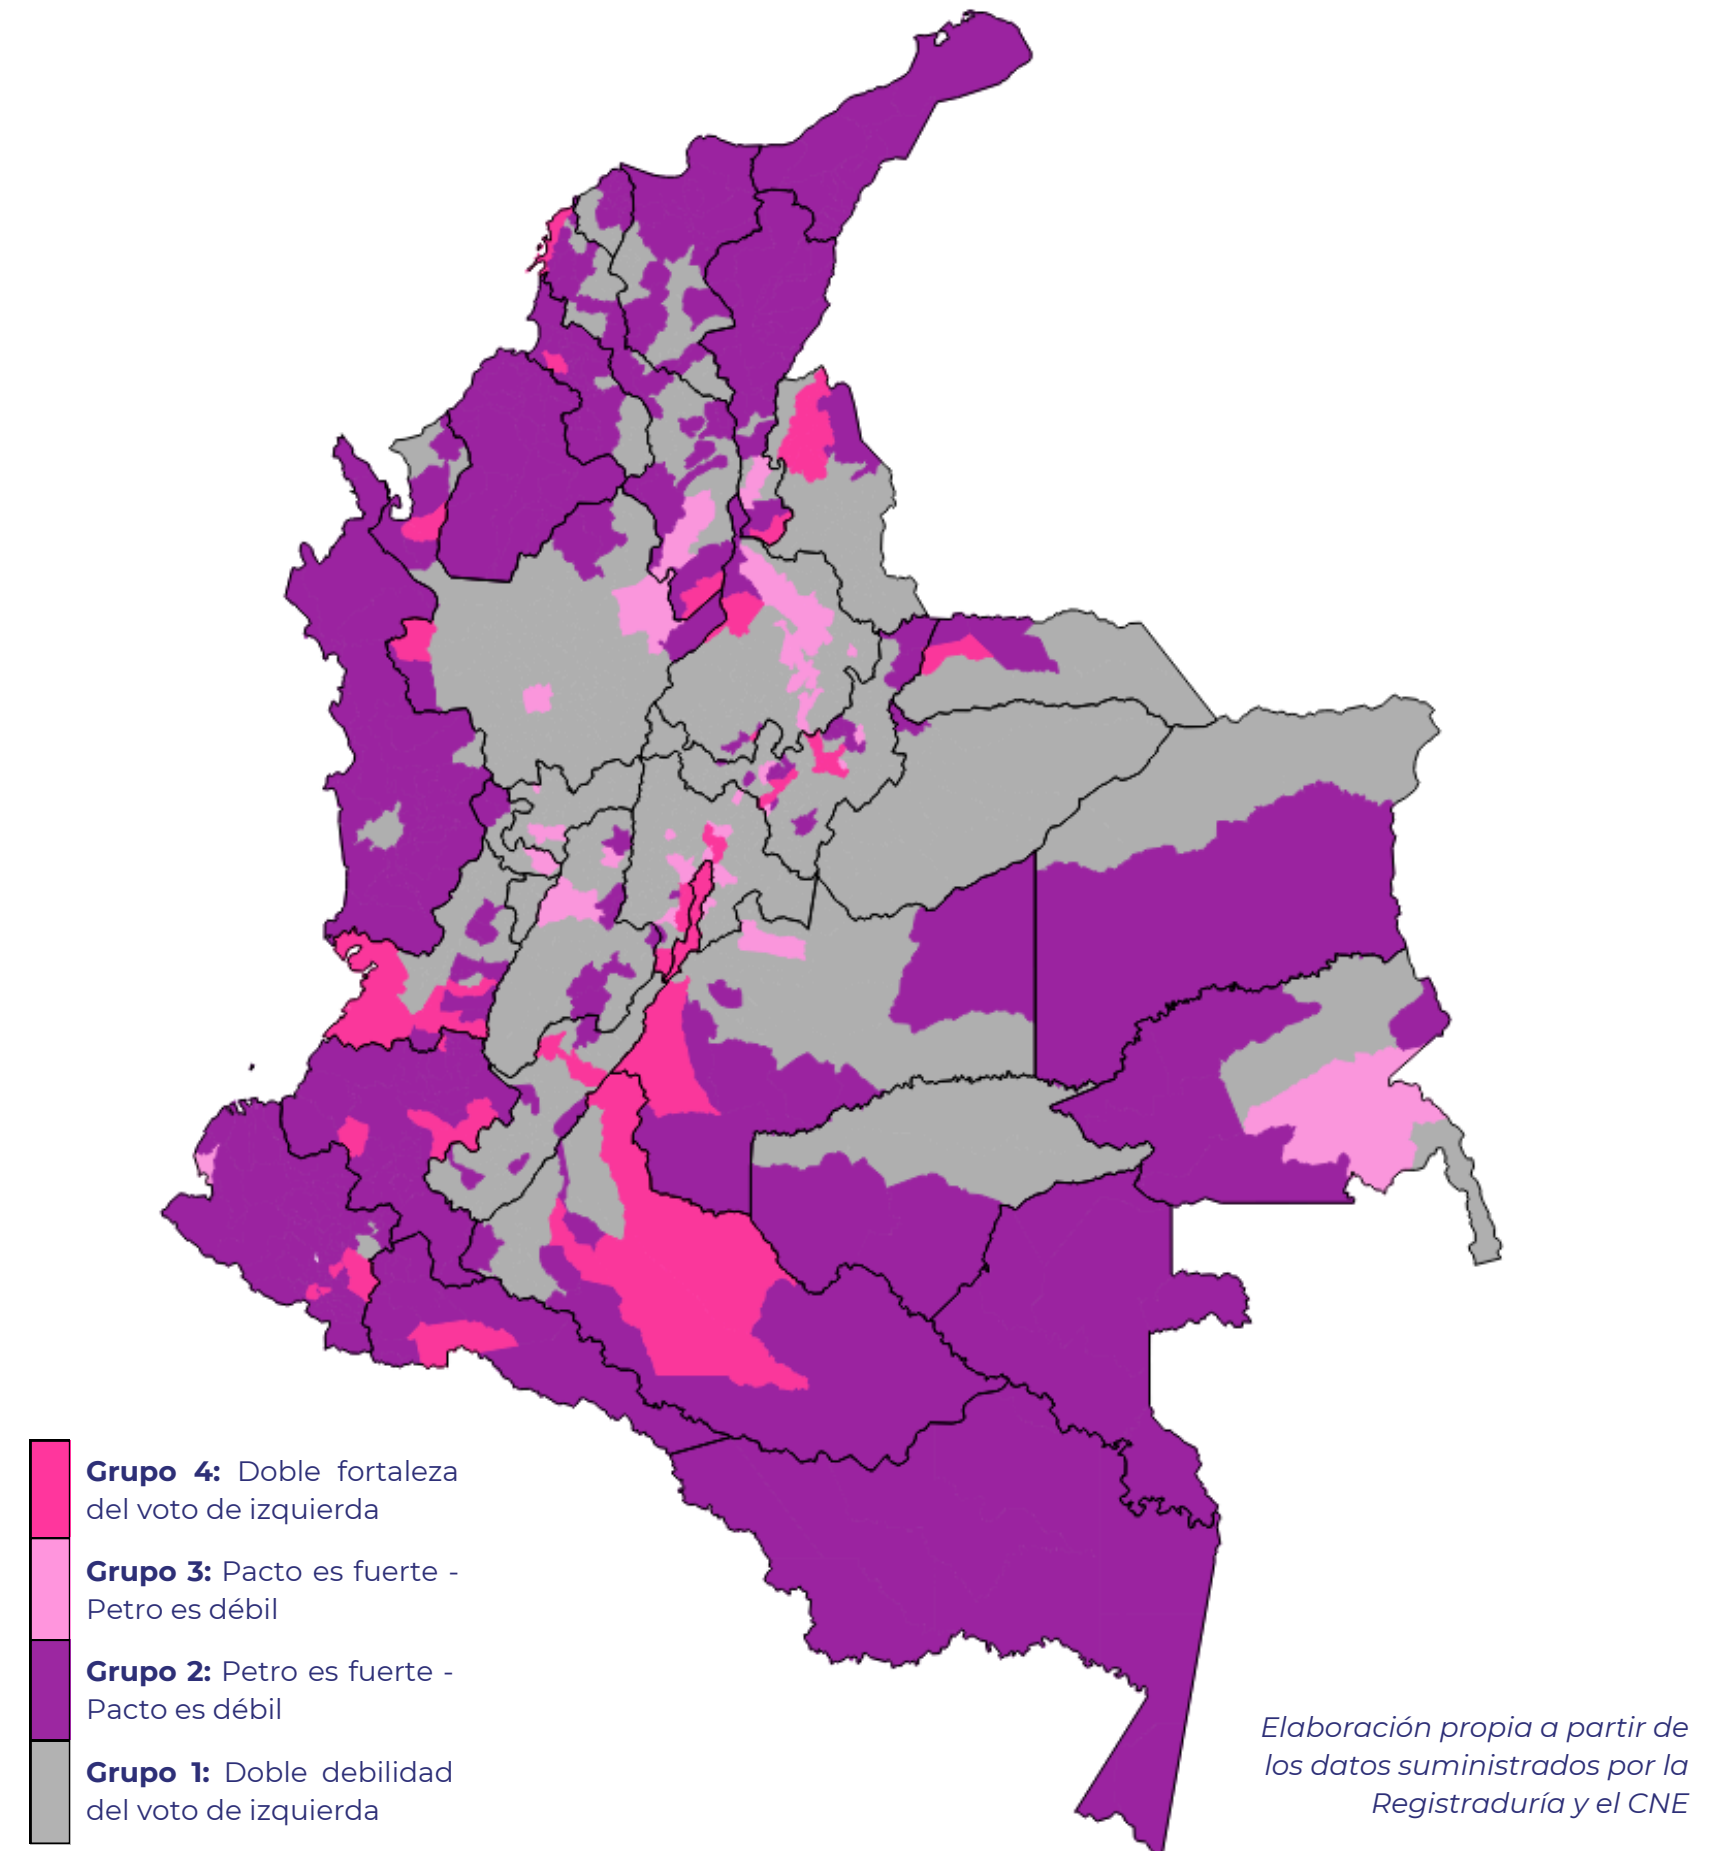 Grupo 4: Doble fortaleza
del voto de izquierda
Grupo 3: Pacto es fuerte -
Petro es débil
Grupo 2: Petro es fuerte -
Pacto es débil
Grupo 1: Doble debilidad
del voto de izquierda
Elaboración propia a partir de
los datos suministrados por la
Registraduría y el CNE